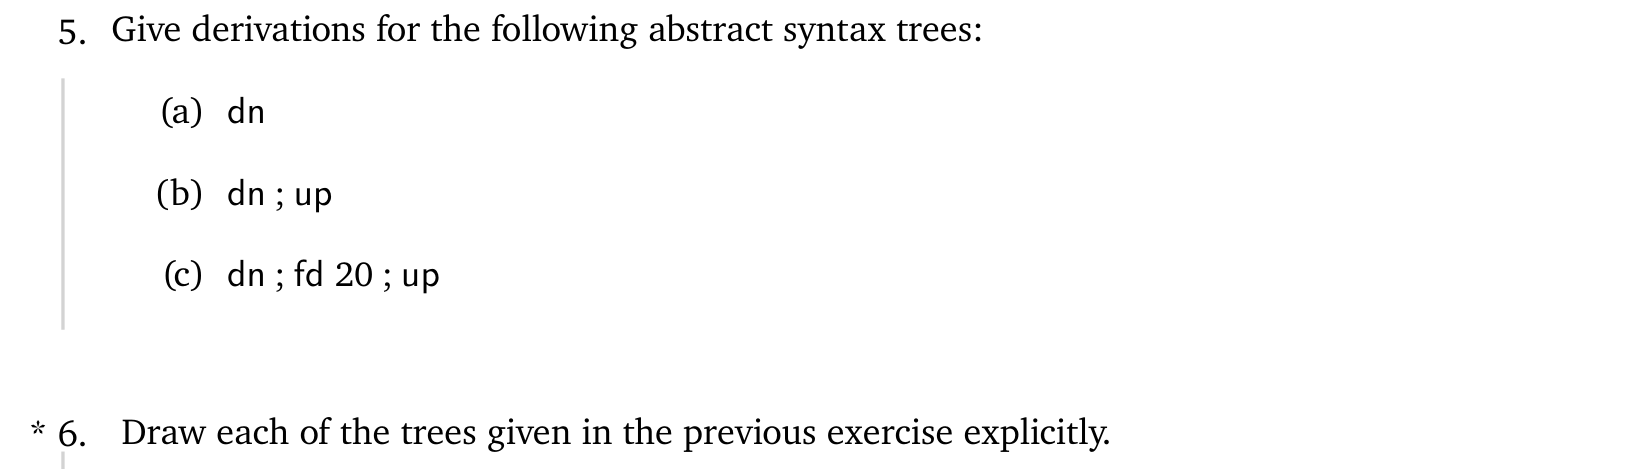 5. Give derivations for the following abstract syntax trees:
(a) dn
(b) dn ; up
(c) dn ; fd 20 ; up
* 6. Draw each of the trees given in the previous exercise explicitly.